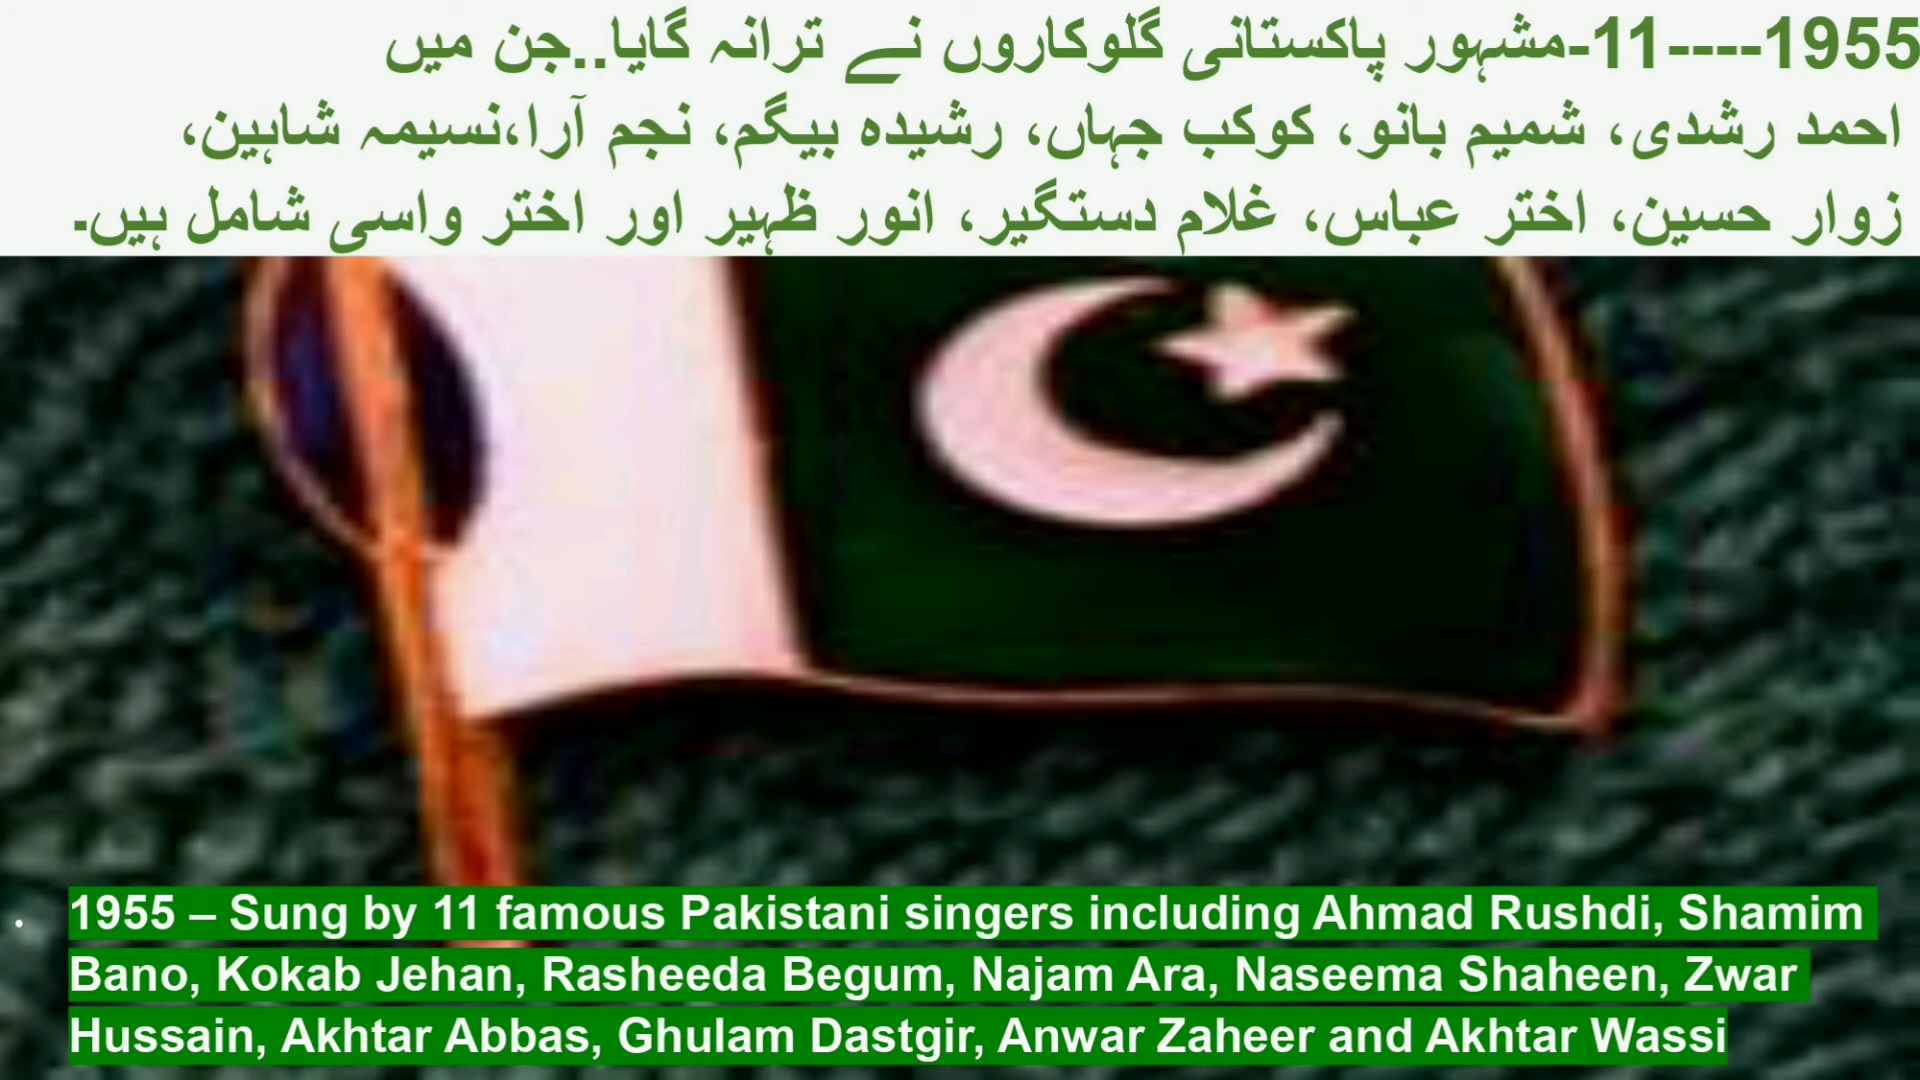 1955----11-مشہور پاکستانی گلوکاروں نے ترانہ گایا..جن میں
احمد رشدی، شمیم بانو، کوکب جہاں، رشیدہ بیگم، نجم آرا،نسیمہ شاہین،
زوار حسین، اختر عباس، غلام دستگیر، انور ظہیر اور اختر واسی شامل ہیں۔
• 1955 – Sung by 11 famous Pakistani singers including Ahmad Rushdi, Shamim
Bano, Kokab Jehan, Rasheeda Begum, Najam Ara, Naseema Shaheen, Zwar
Hussain, Akhtar Abbas, Ghulam Dastgir, Anwar Zaheer and Akhtar Wassi